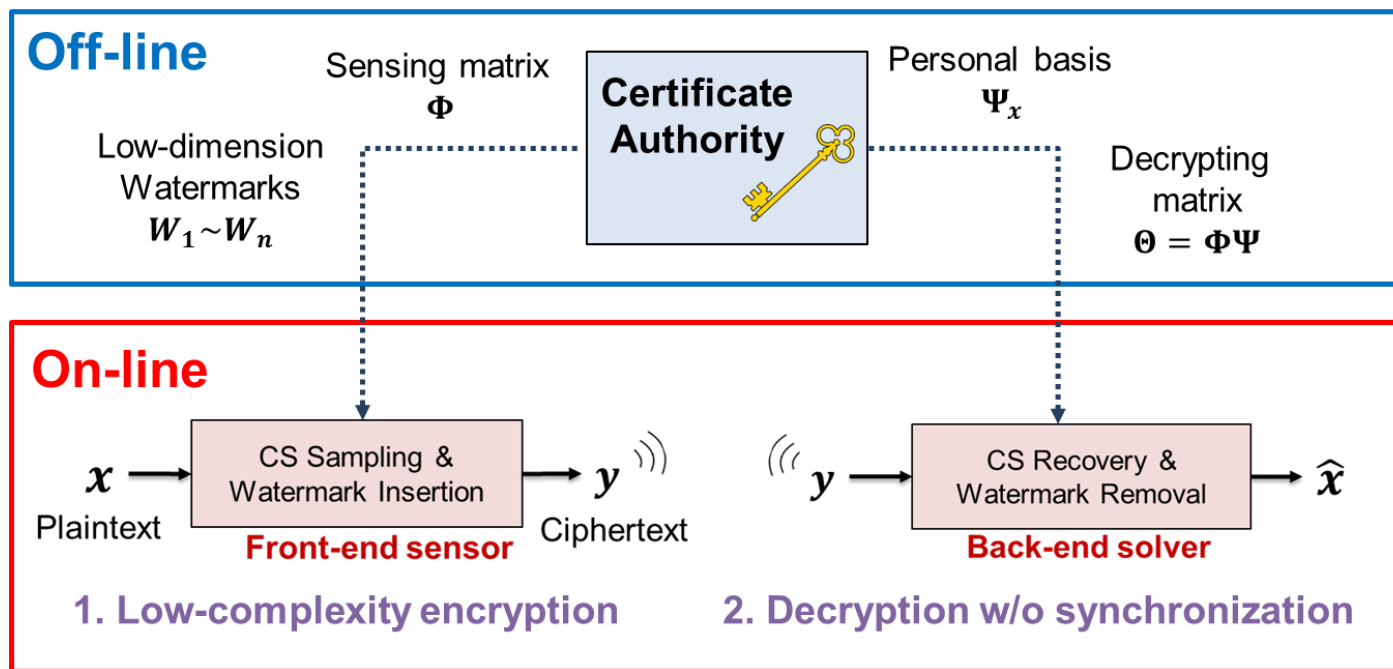 Off-line
Sensing matrix
Φ
Low-dimension
Watermarks
W₁~Wₙ
Certificate
Authority
Personal basis
Ψₓ
Decrypting
matrix
Θ = ΦΨ
On-line
x
Plaintext
CS Sampling &
Watermark Insertion
Front-end sensor
y
Ciphertext
1. Low-complexity encryption
y
CS Recovery &
Watermark Removal
Back-end solver
x̂
2. Decryption w/o synchronization